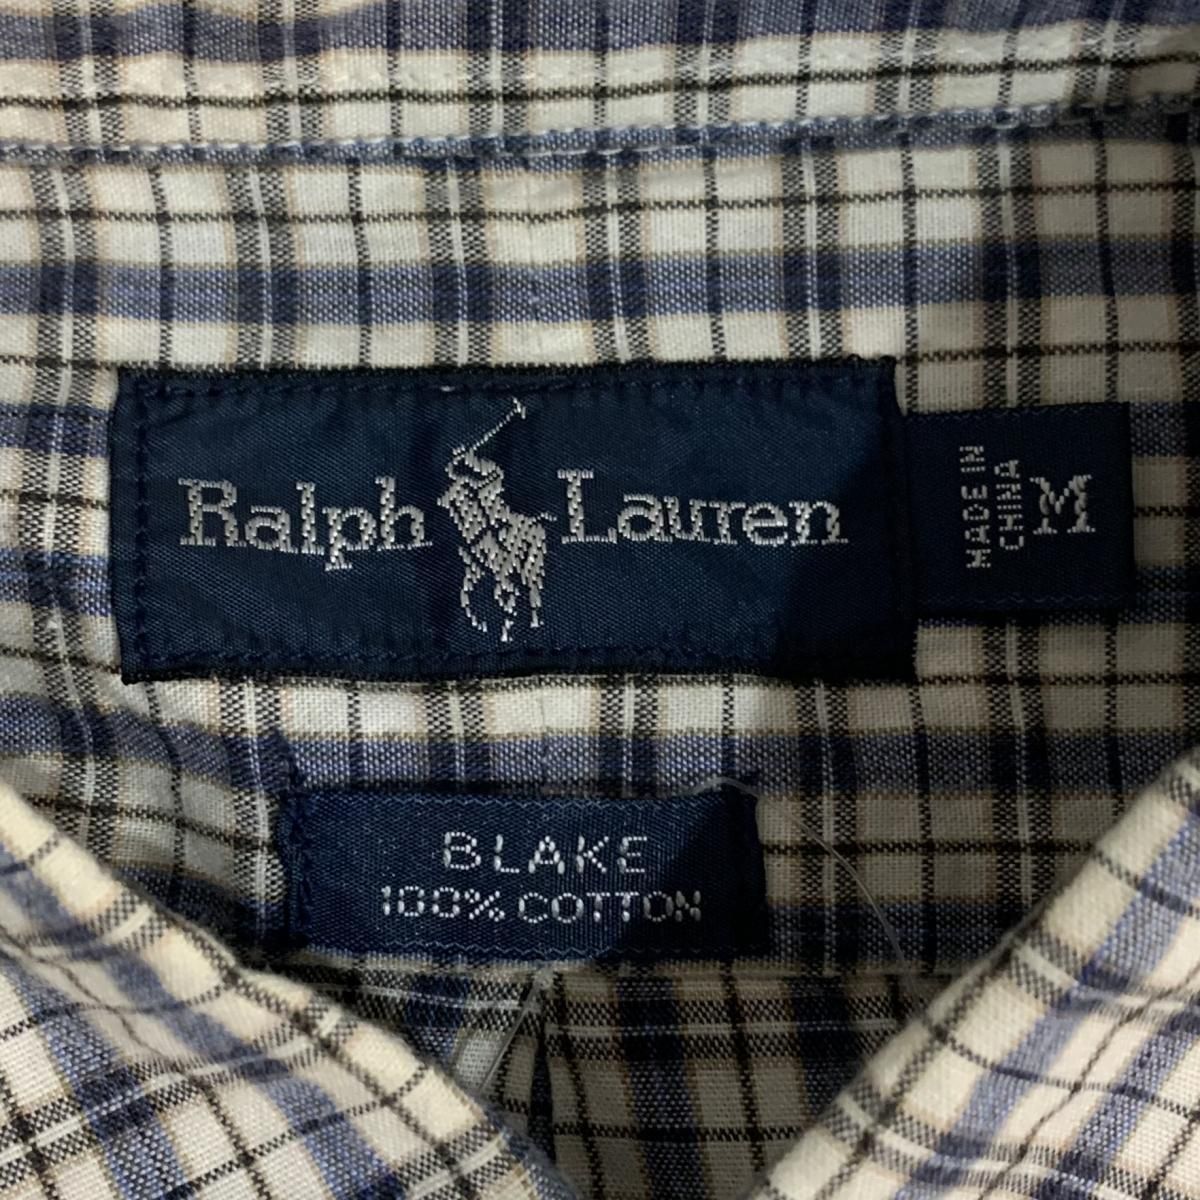 Ralph Lauren
MADE IN
CHINA
M
BLAKE
100% COTTON